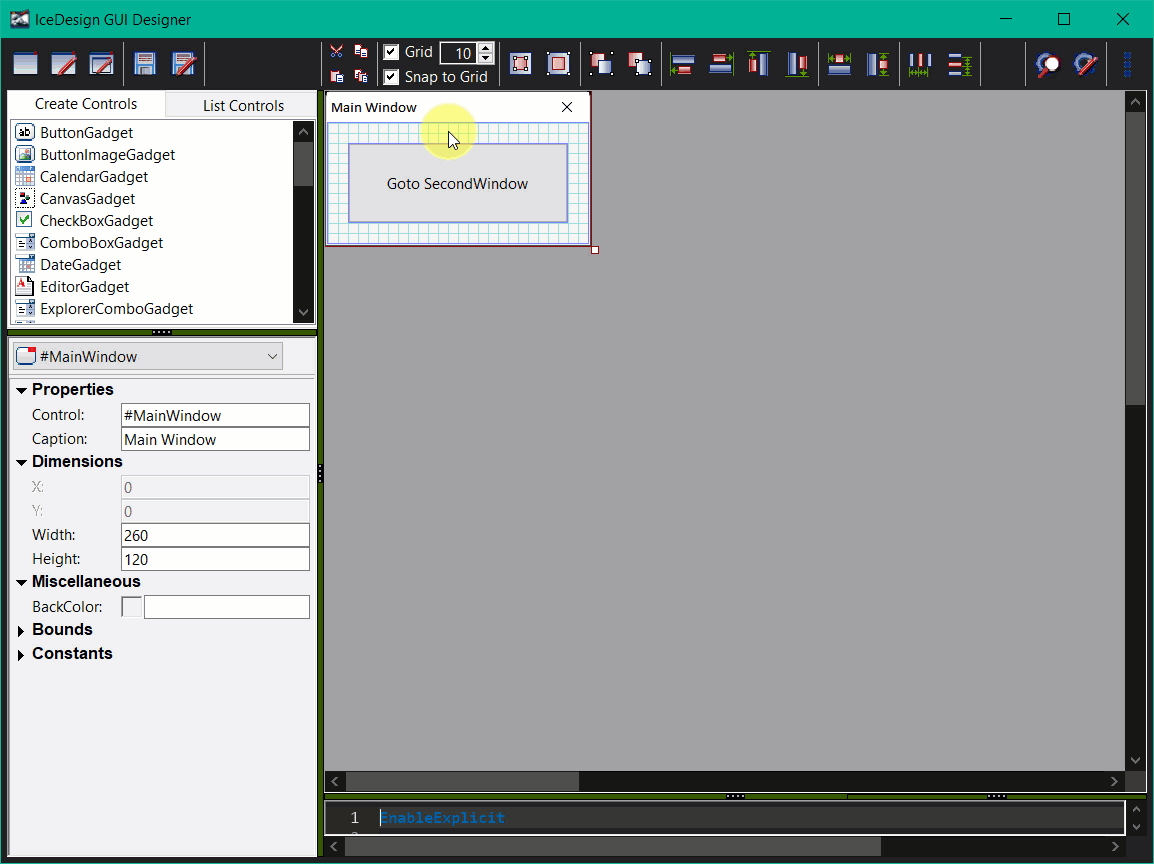 IceDesign GUI Designer
Grid 10
Snap to Grid
Create Controls List Controls
ButtonGadget
ButtonImageGadget
CalendarGadget
CanvasGadget
CheckBoxGadget
ComboBoxGadget
DateGadget
EditorGadget
ExplorerComboGadget
#MainWindow
Properties
Control: #MainWindow
Caption: Main Window
Dimensions
X: 0
Y: 0
Width: 260
Height: 120
Miscellaneous
BackColor:
Bounds
Constants
Main Window
Goto SecondWindow
1 EnableExplicit